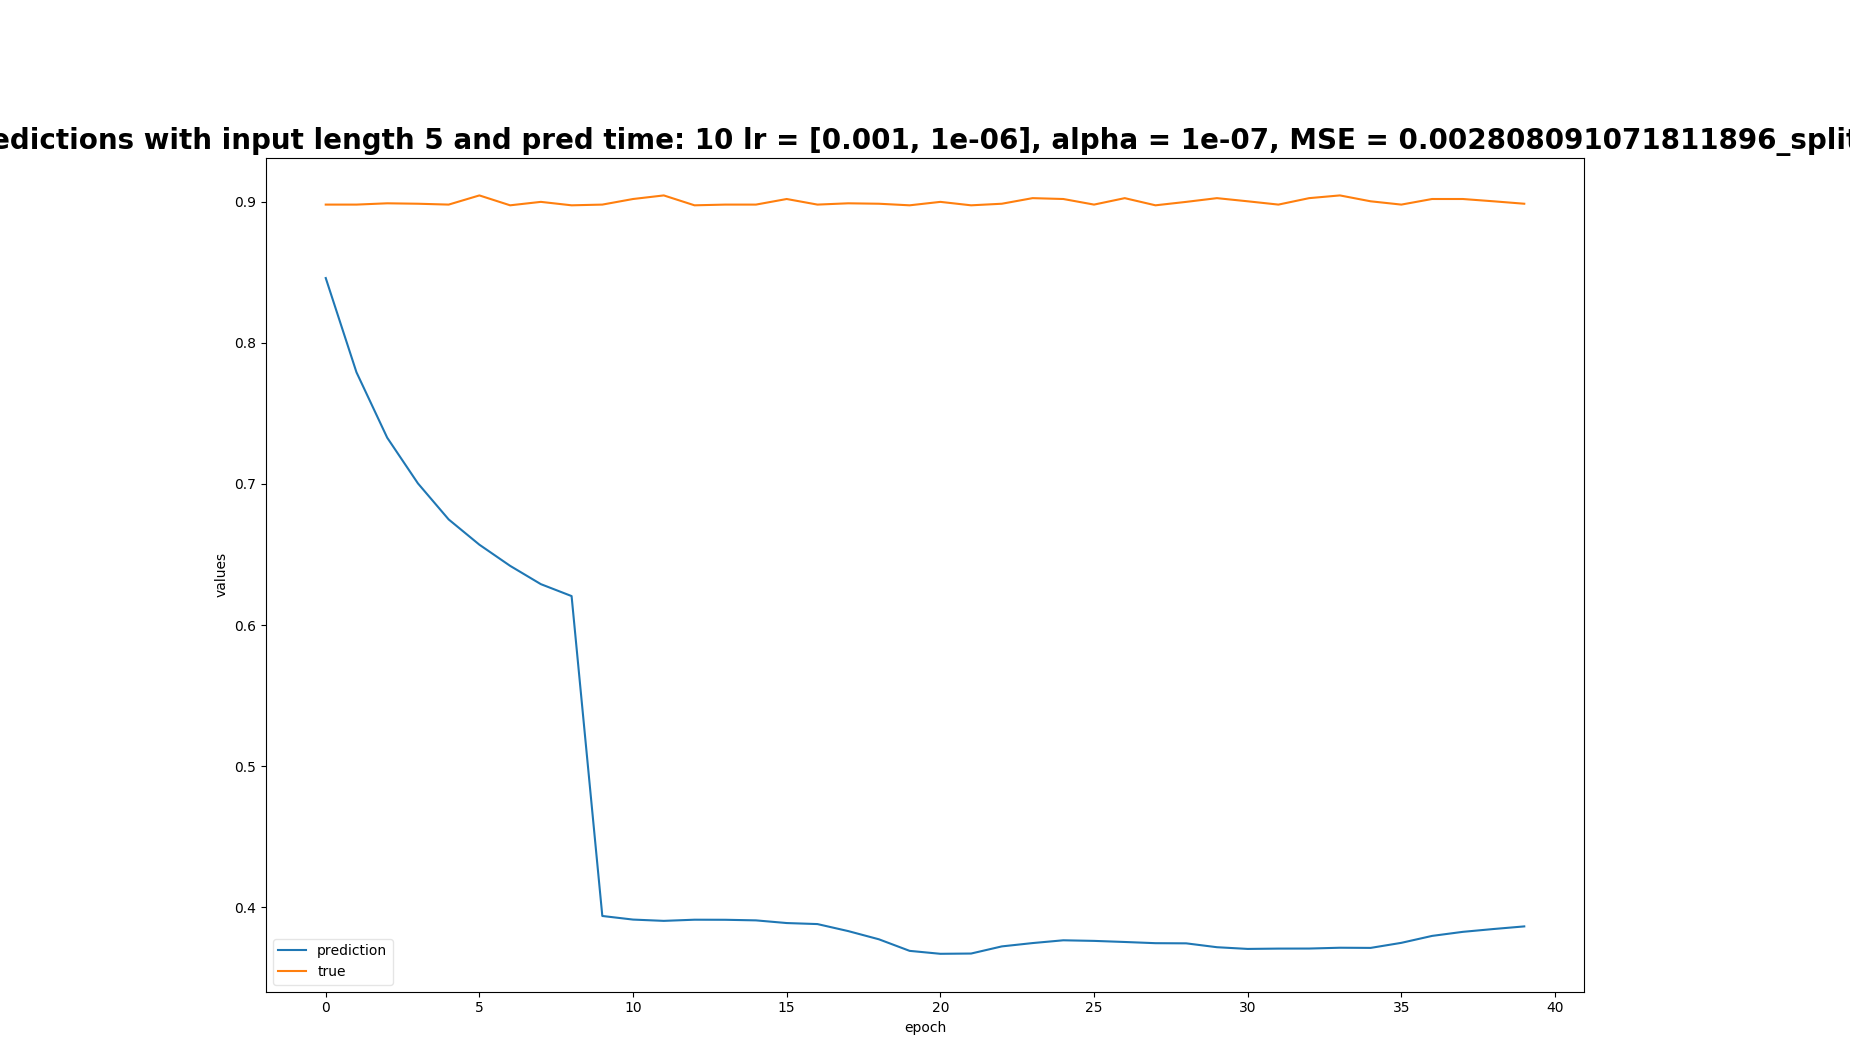 edictions with input length 5 and pred time: 10 lr = [0.001, 1e-06], alpha = 1e-07, MSE = 0.002808091071811896_split
0.9
0.8
0.7
0.6
0.5
0.4
values
prediction
true
0 5 10 15 20 25 30 35 40
epoch